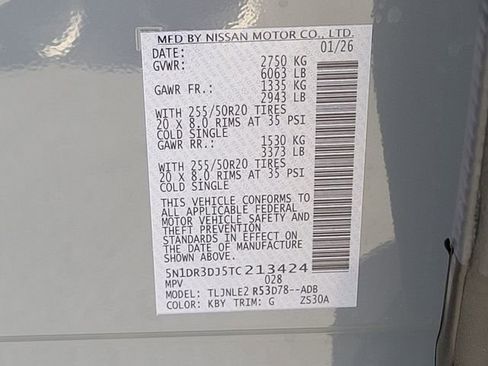 MFD BY NISSAN MOTOR CO., LTD.
DATE: 01/26
GVWR: 2750 KG
6063 LB
GAWR FR.: 1335 KG
2943 LB
WITH 255/50R20 TIRES
20 X 8.0 RIMS AT 35 PSI
COLD SINGLE
GAWR RR.: 1530 KG
3373 LB
WITH 255/50R20 TIRES
20 X 8.0 RIMS AT 35 PSI
COLD SINGLE
THIS VEHICLE CONFORMS TO
ALL APPLICABLE FEDERAL
MOTOR VEHICLE SAFETY AND
THEFT PREVENTION
STANDARDS IN EFFECT ON
THE DATE OF MANUFACTURE
SHOWN ABOVE.
5N1DR3DJ5TC213424
MPV 028
MODEL: TLJNLE2 R53D78--ADB
COLOR: KBY TRIM: G ZS30A